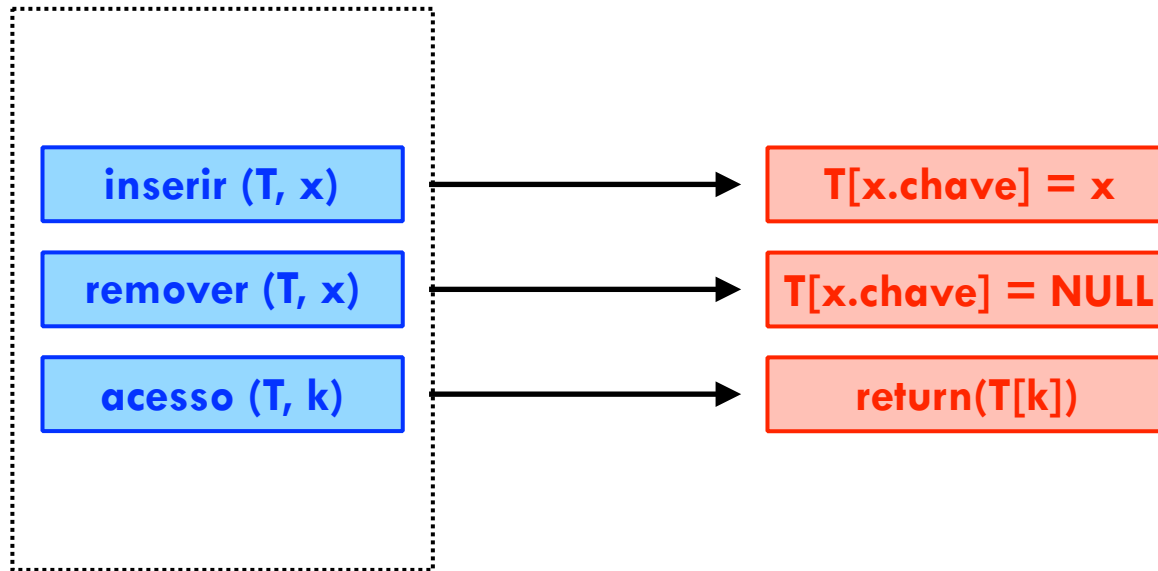 inserir (T, x)
T[x.chave] = x
remover (T, x)
T[x.chave] = NULL
acesso (T, k)
return(T[k])